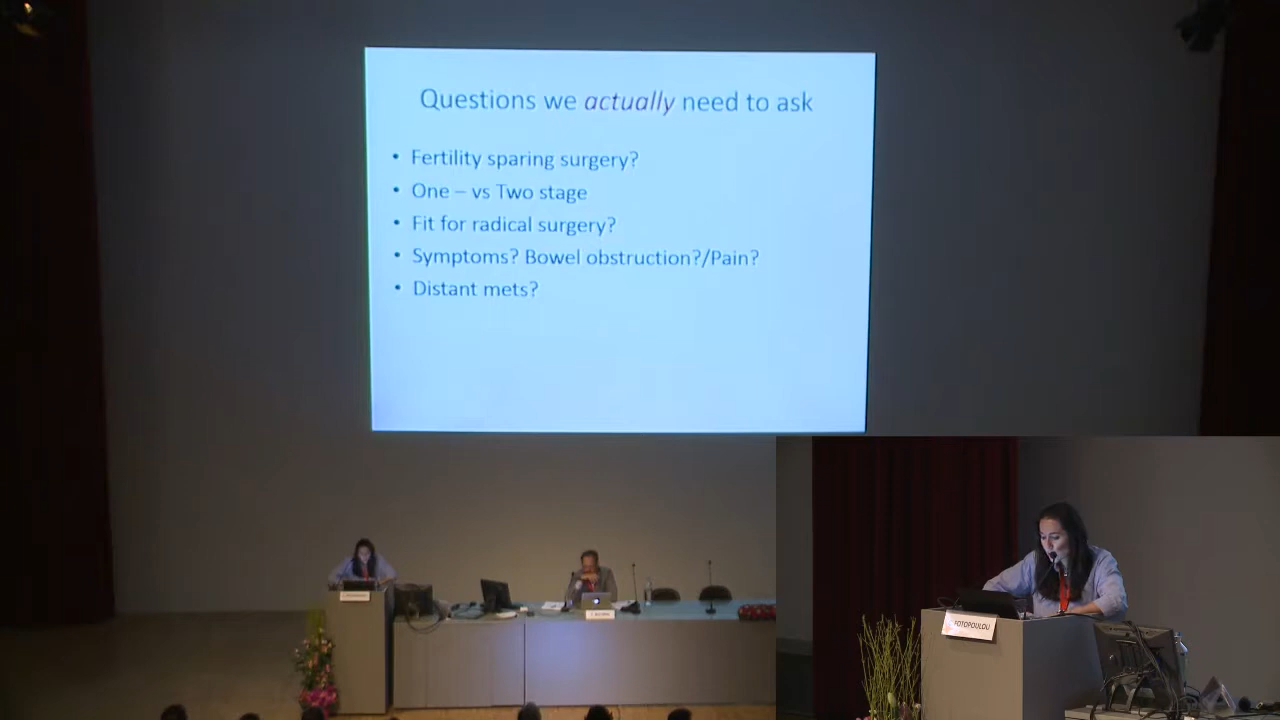 Questions we actually need to ask
• Fertility sparing surgery?
• One – vs Two stage
• Fit for radical surgery?
• Symptoms? Bowel obstruction?/Pain?
• Distant mets?
FOTOPOULOU